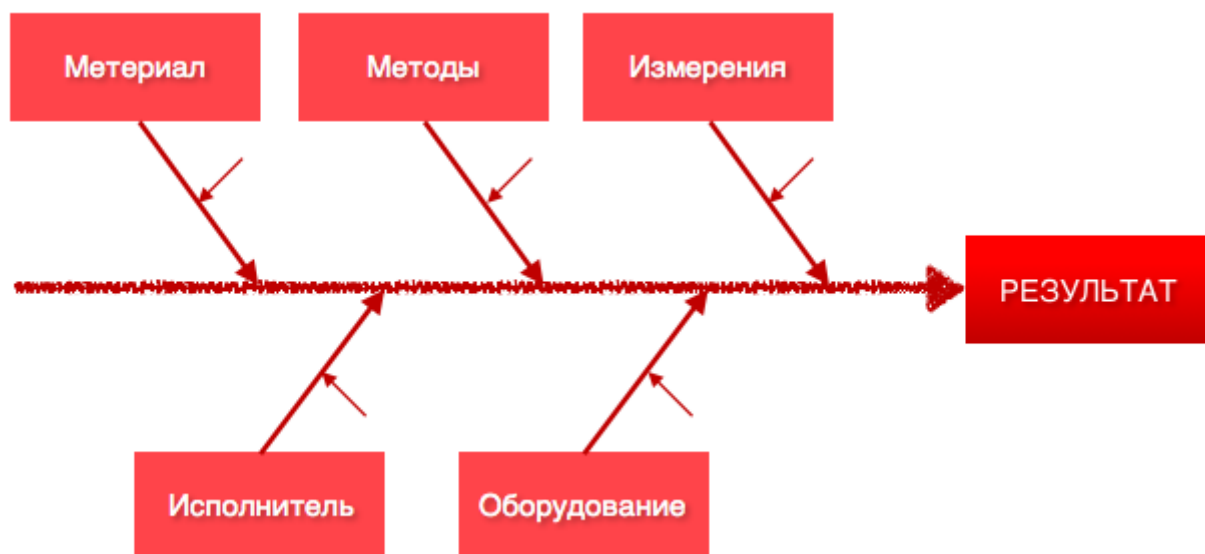 Метериал
Методы
Измерения
РЕЗУЛЬТАТ
Исполнитель
Оборудование